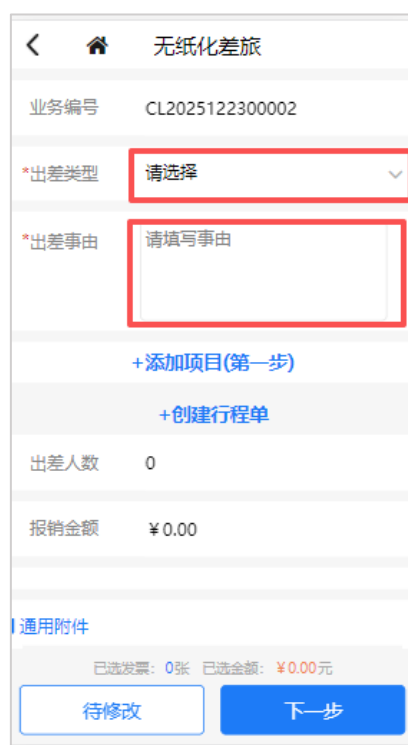 无纸化差旅
业务编号 CL2025122300002
*出差类型 请选择
*出差事由 请填写事由
+添加项目(第一步)
+创建行程单
出差人数 0
报销金额 ¥0.00
通用附件
已选发票：0张 已选金额：¥0.00元
待修改 下一步